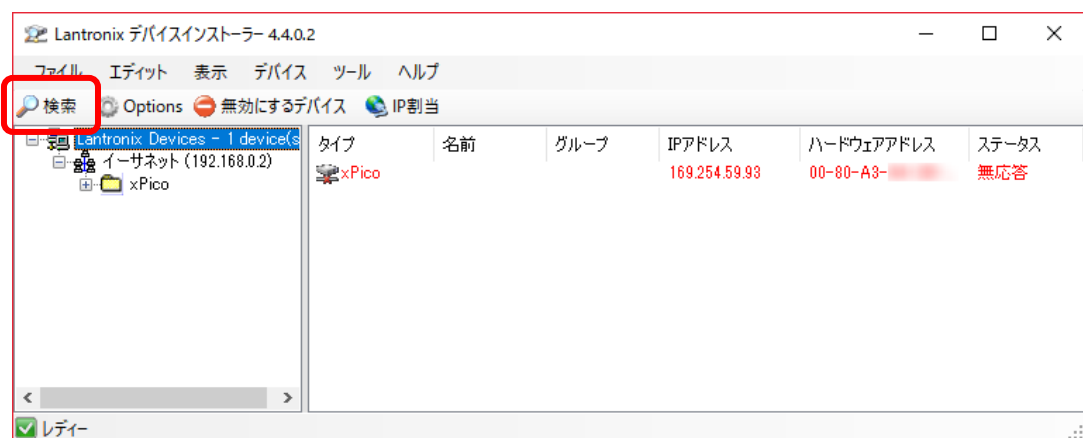 Lantronix デバイスインストーラー 4.4.0.2
ファイル エディット 表示 デバイス ツール ヘルプ
検索 Options 無効にするデバイス IP割当
Lantronix Devices - 1 device(s
イーサネット (192.168.0.2)
xPico
タイプ 名前 グループ IPアドレス ハードウェアアドレス ステータス
xPico 169.254.59.93 00-80-A3- 無応答
レディー